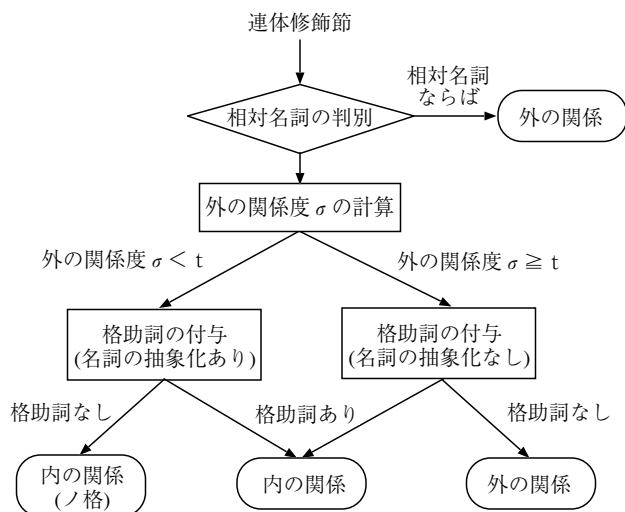 連体修飾節
相対名詞
ならば
相対名詞の判別
外の関係
外の関係度 σ の計算
外の関係度 σ < t
外の関係度 σ ≧ t
格助詞の付与
(名詞の抽象化あり)
格助詞の付与
(名詞の抽象化なし)
格助詞なし
格助詞あり
格助詞なし
内の関係
(ノ格)
内の関係
外の関係